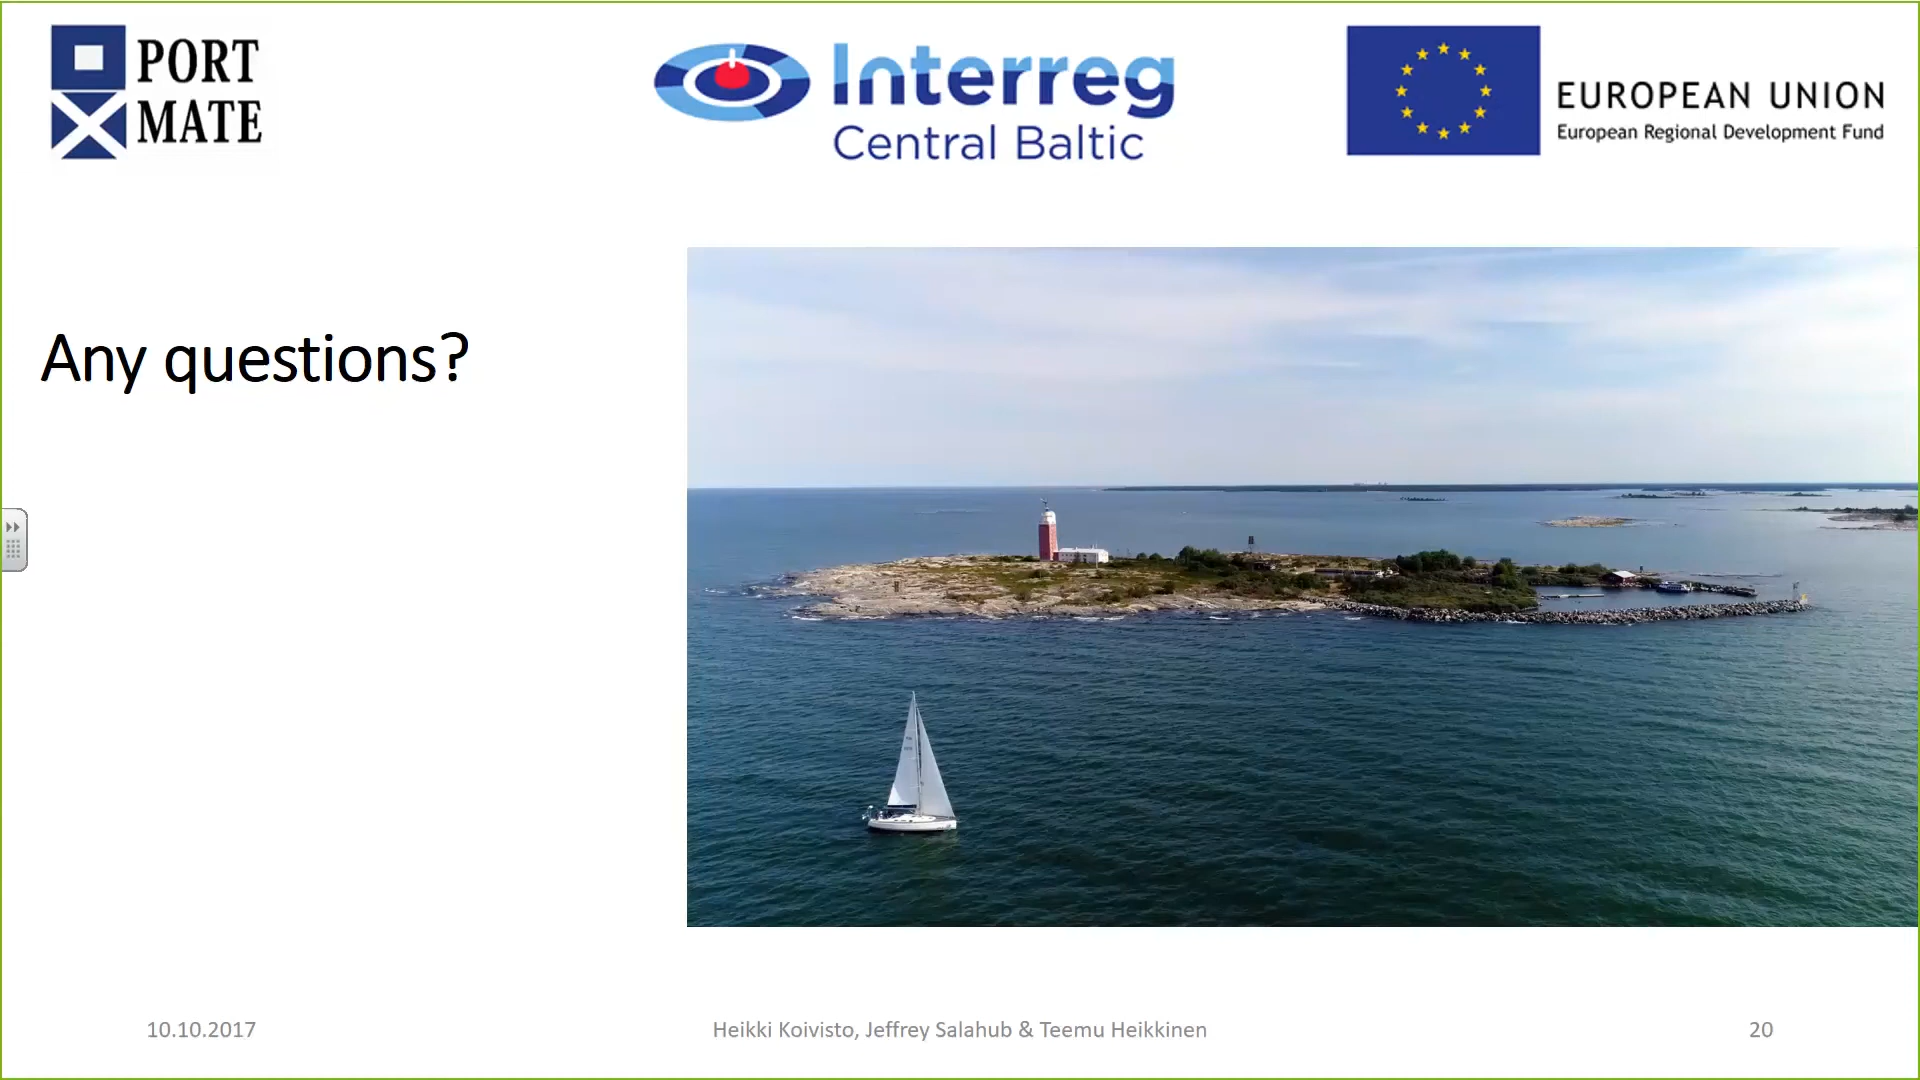 PORT
MATE
Interreg
Central Baltic
EUROPEAN UNION
European Regional Development Fund
Any questions?
10.10.2017
Heikki Koivisto, Jeffrey Salahub & Teemu Heikkinen
20